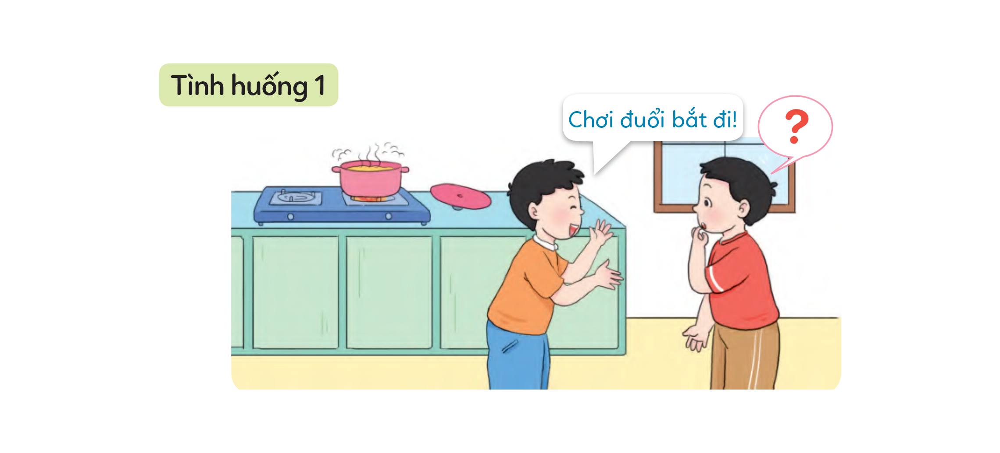 Tình huống 1
Chơi đuổi bắt đi!
?